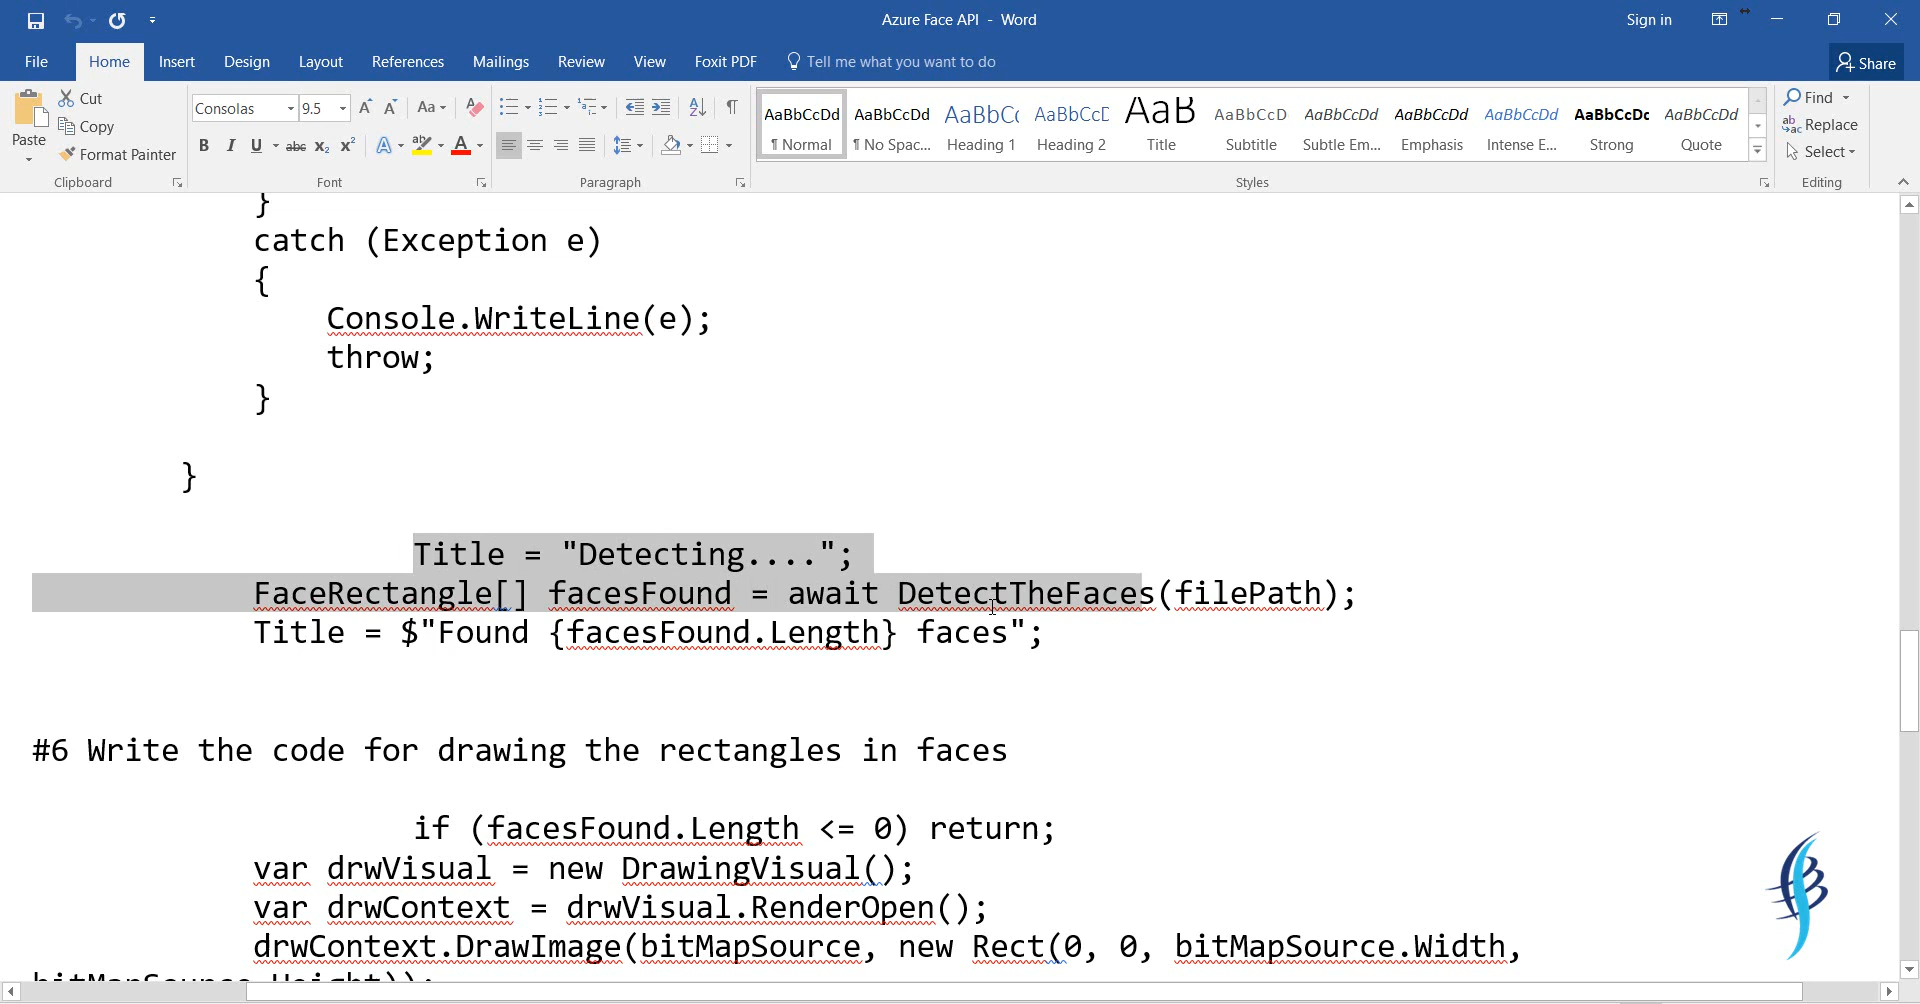 Azure Face API - Word
Sign in
File
Home
Insert
Design
Layout
References
Mailings
Review
View
Foxit PDF
Tell me what you want to do
Share
Paste
Cut
Copy
Format Painter
Clipboard
Consolas
9.5
Font
Paragraph
AaBbCcDd
¶ Normal
AaBbCcDd
¶ No Spac...
AaBbCc
Heading 1
AaBbCcD
Heading 2
AaB
Title
AaBbCcD
Subtitle
AaBbCcDd
Subtle Em...
AaBbCcDd
Emphasis
AaBbCcDd
Intense E...
AaBbCcDc
Strong
AaBbCcDd
Quote
Styles
Find
Replace
Select
Editing
}
catch (Exception e)
{
Console.WriteLine(e);
throw;
}
}
Title = "Detecting....";
FaceRectangle[] facesFound = await DetectTheFaces(filePath);
Title = $"Found {facesFound.Length} faces";
#6 Write the code for drawing the rectangles in faces
if (facesFound.Length <= 0) return;
var drwVisual = new DrawingVisual();
var drwContext = drwVisual.RenderOpen();
drwContext.DrawImage(bitMapSource, new Rect(0, 0, bitMapSource.Width,
bitMapSource.Height));